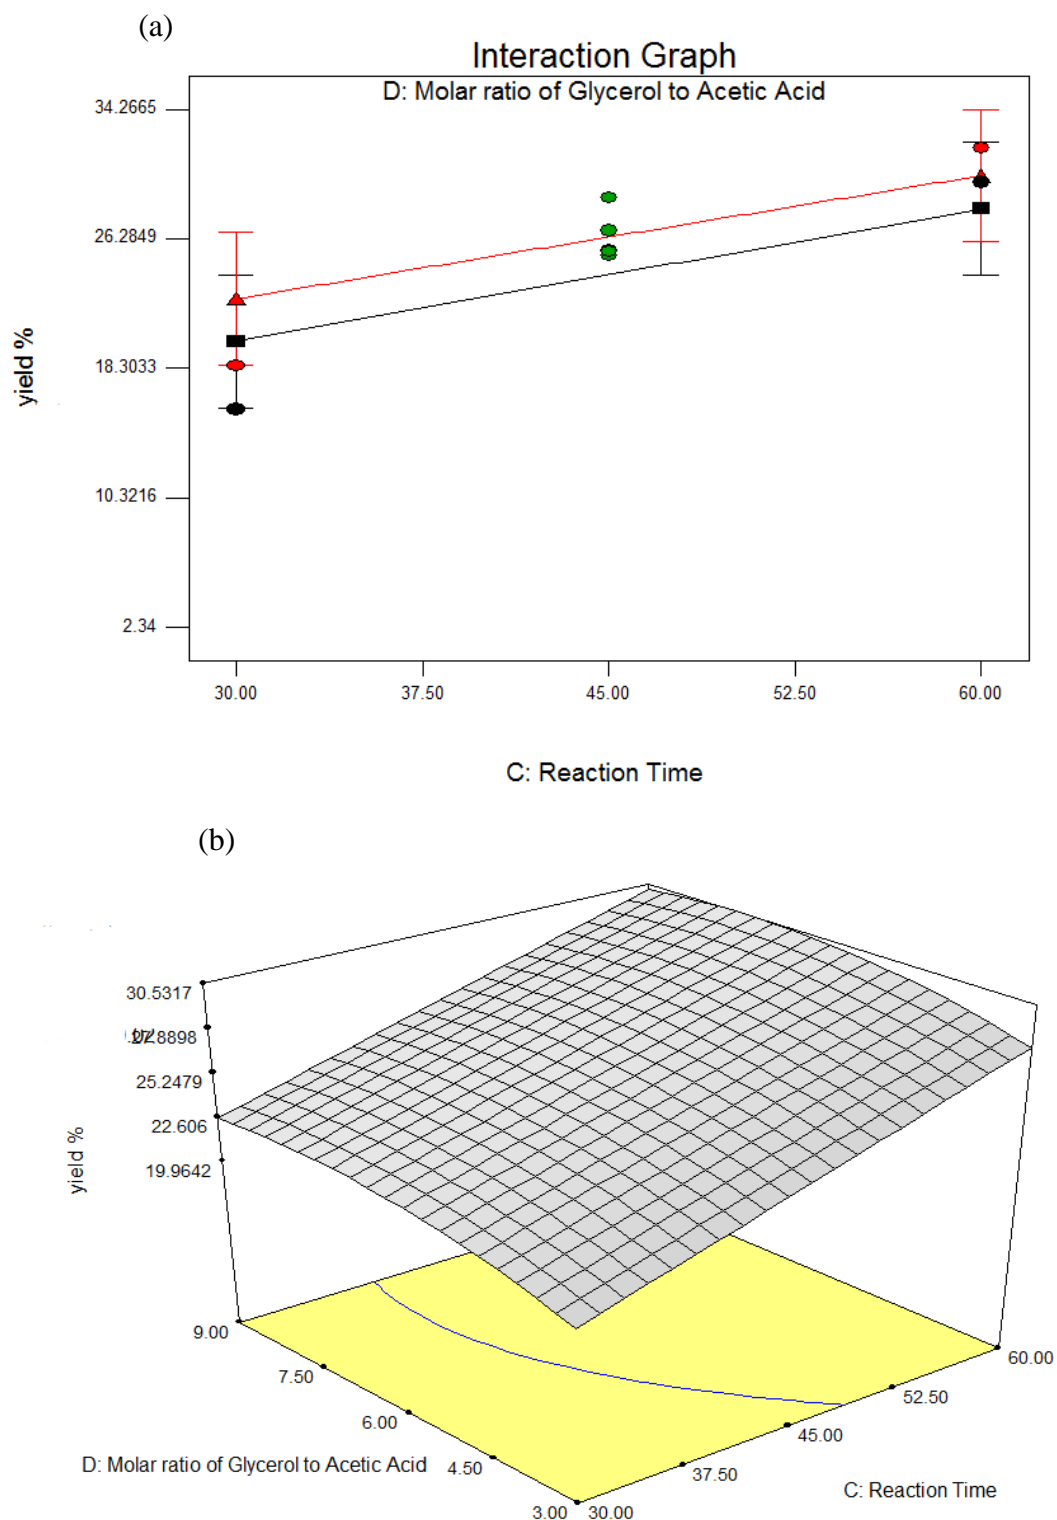 (a)
Interaction Graph
D: Molar ratio of Glycerol to Acetic Acid
34.2665
26.2849
18.3033
10.3216
2.34
yield %
30.00
37.50
45.00
52.50
60.00
C: Reaction Time
(b)
30.5317
27.8898
25.2479
22.606
19.9642
yield %
9.00
7.50
6.00
4.50
3.00
30.00
37.50
45.00
52.50
60.00
D: Molar ratio of Glycerol to Acetic Acid
C: Reaction Time